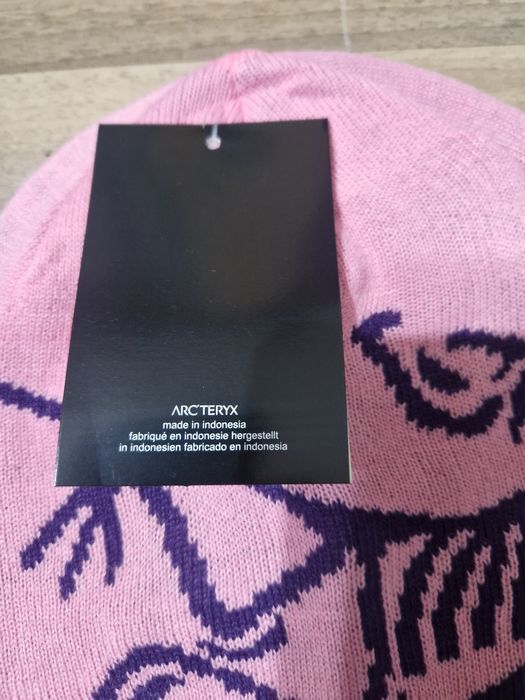 ARC'TERYX
made in indonesia
fabriqué en indonesie hergestellt
in indonesien fabricado en indonesia